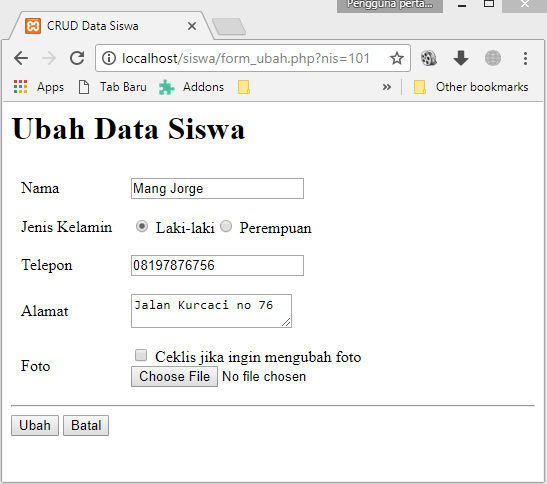 Pengguna perta...
CRUD Data Siswa
localhost/siswa/form_ubah.php?nis=101
Apps Tab Baru Addons » Other bookmarks
Ubah Data Siswa
Nama Mang Jorge
Jenis Kelamin Laki-laki Perempuan
Telepon 08197876756
Alamat Jalan Kurcaci no 76
Foto Ceklis jika ingin mengubah foto
Choose File No file chosen
Ubah Batal